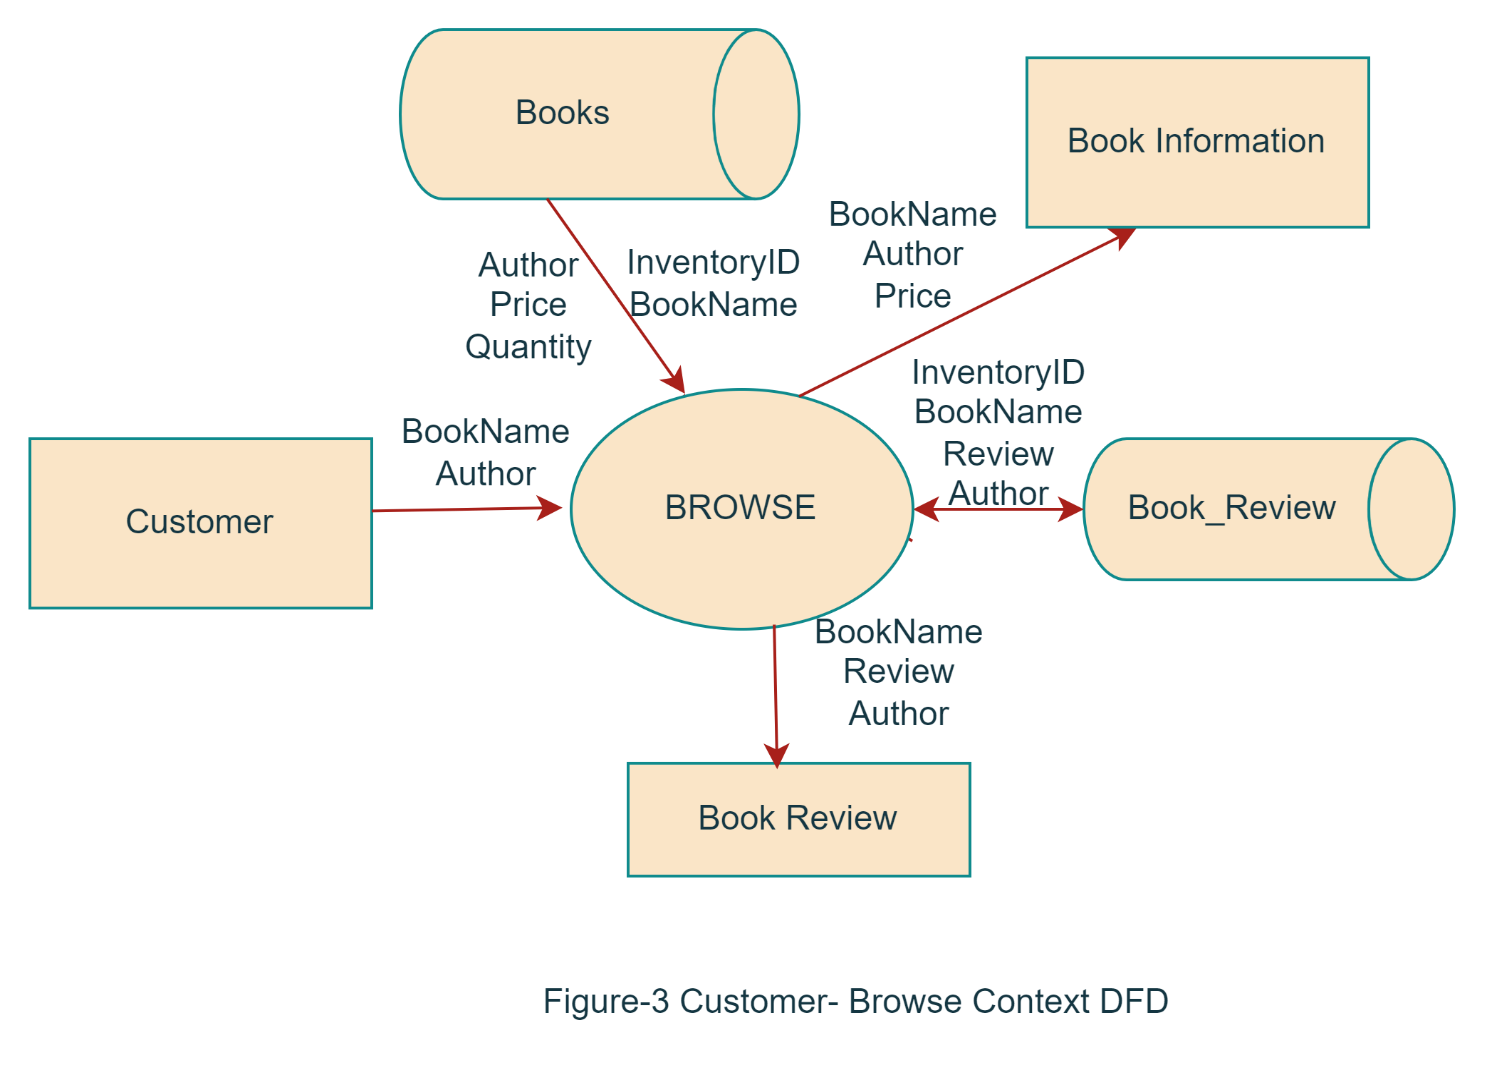 Books
Book Information
Author
Price
Quantity
InventoryID
BookName
BookName
Author
Price
InventoryID
BookName
Review
Author
BookName
Author
Customer
BROWSE
Book_Review
BookName
Review
Author
Book Review
Figure-3 Customer- Browse Context DFD